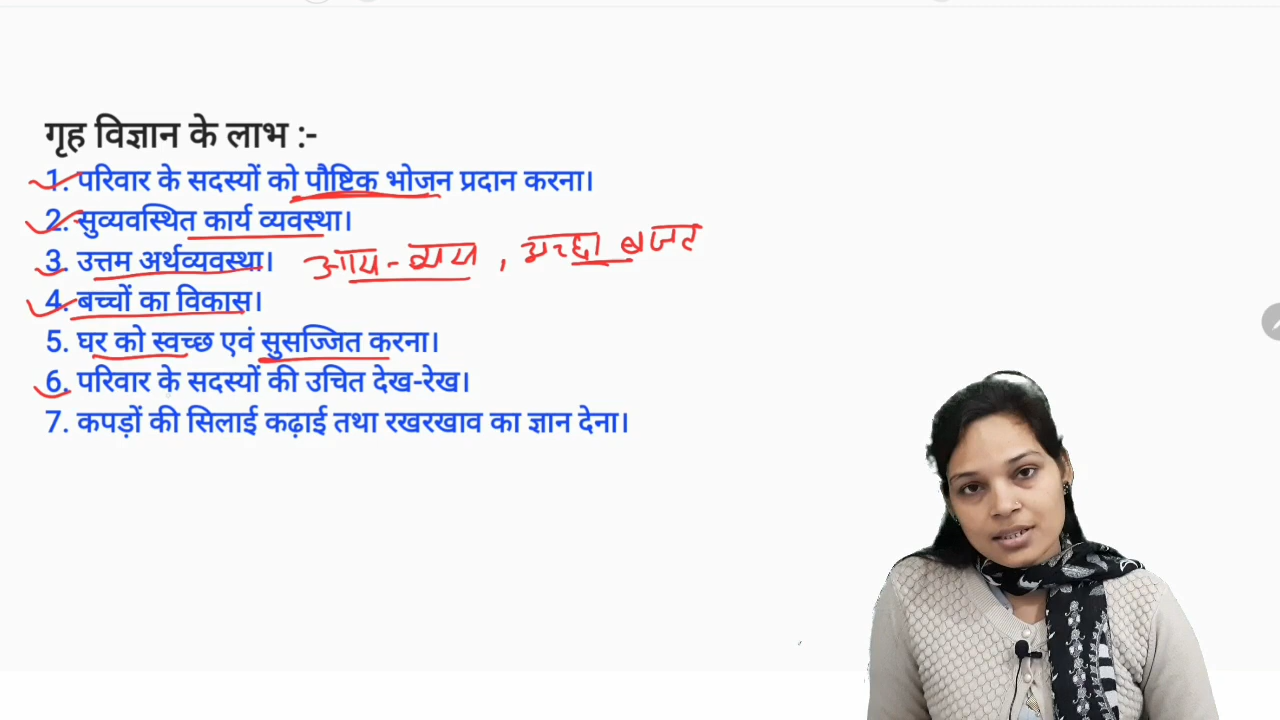 गृह विज्ञान के लाभ :-
1. परिवार के सदस्यों को पौष्टिक भोजन प्रदान करना।
2. सुव्यवस्थित कार्य व्यवस्था।
3. उत्तम अर्थव्यवस्था। आय-व्यय, अच्छा बजट
4. बच्चों का विकास।
5. घर को स्वच्छ एवं सुसज्जित करना।
6. परिवार के सदस्यों की उचित देख-रेख।
7. कपड़ों की सिलाई कढ़ाई तथा रखरखाव का ज्ञान देना।